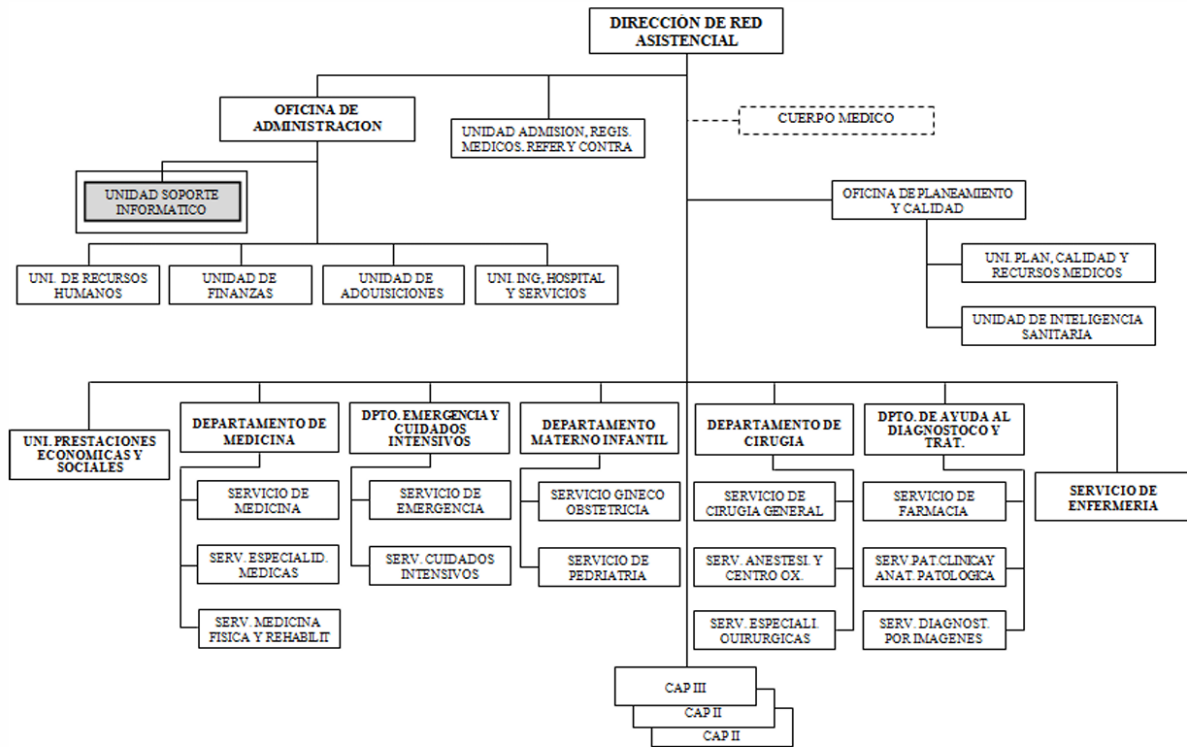 DIRECCIÓN DE RED
ASISTENCIAL
OFICINA DE
ADMINISTRACION
UNIDAD ADMISION, REGIS.
MEDICOS. REFER Y CONTRA
CUERPO MEDICO
UNIDAD SOPORTE
INFORMATICO
OFICINA DE PLANEAMIENTO
Y CALIDAD
UNI. DE RECURSOS
HUMANOS
UNIDAD DE
FINANZAS
UNIDAD DE
ADOUISICIONES
UNI. ING, HOSPITAL
Y SERVICIOS
UNI. PLAN, CALIDAD Y
RECURSOS MEDICOS
UNIDAD DE INTELIGENCIA
SANITARIA
UNI. PRESTACIONES
ECONOMICAS Y
SOCIALES
DEPARTAMENTO DE
MEDICINA
SERVICIO DE
MEDICINA
SERV. ESPECIALID.
MEDICAS
SERV. MEDICINA
FISICA Y REHABILIT
DPTO. EMERGENCIA Y
CUIDADOS
INTENSIVOS
SERVICIO DE
EMERGENCIA
SERV. CUIDADOS
INTENSIVOS
DEPARTAMENTO
MATERNO INFANTIL
SERVICIO GINECO
OBSTETRICIA
SERVICIO DE
PEDRIATRIA
DEPARTAMENTO DE
CIRUGIA
SERVICIO DE
CIRUGIA GENERAL
SERV. ANESTESI. Y
CENTRO OX.
SERV. ESPECIALI.
OUIRURGICAS
DPTO. DE AYUDA AL
DIAGNOSTOCO Y
TRAT.
SERVICIO DE
FARMACIA
SERV PAT.CLINICA Y
ANAT. PATOLOGICA
SERV. DIAGNOST.
POR IMAGENES
SERVICIO DE
ENFERMERIA
CAP III
CAP II
CAP II